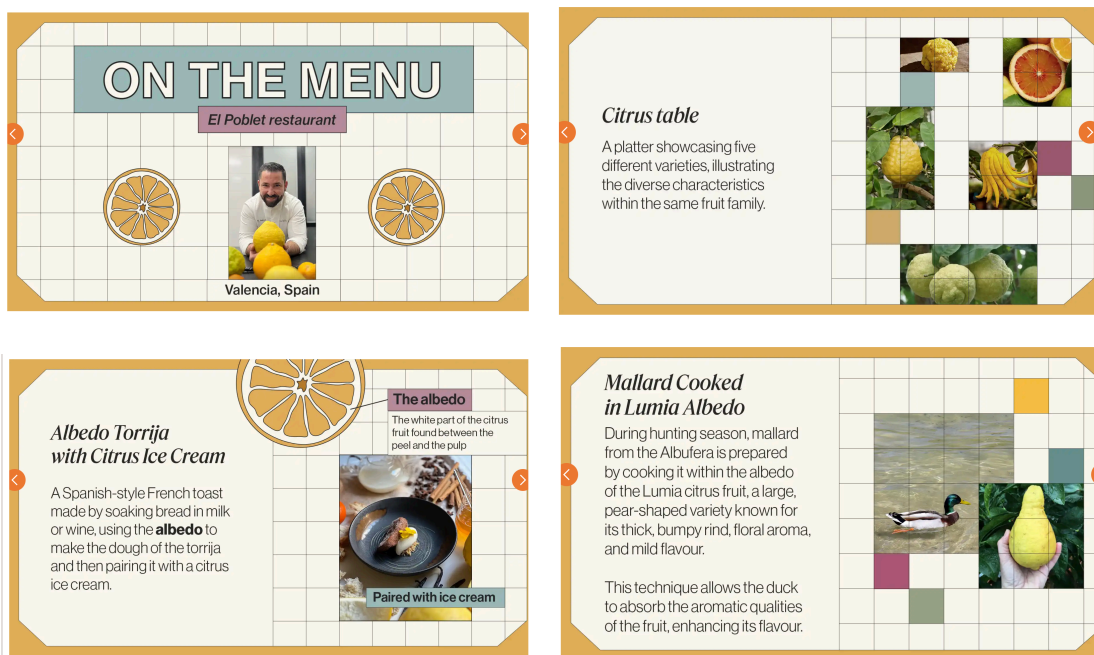 ON THE MENU
El Poblet restaurant
Valencia, Spain
Citrus table
A platter showcasing five
different varieties, illustrating
the diverse characteristics
within the same fruit family.
Albedo Torrija
with Citrus Ice Cream
A Spanish-style French toast
made by soaking bread in milk
or wine, using the albedo to
make the dough of the torrija
and then pairing it with a citrus
ice cream.
The albedo
The white part of the citrus
fruit found between the
peel and the pulp
Paired with ice cream
Mallard Cooked
in Lumia Albedo
During hunting season, mallard
from the Albufera is prepared
by cooking it within the albedo
of the Lumia citrus fruit, a large,
pear-shaped variety known for
its thick, bumpy rind, floral aroma,
and mild flavour.
This technique allows the duck
to absorb the aromatic qualities
of the fruit, enhancing its flavour.